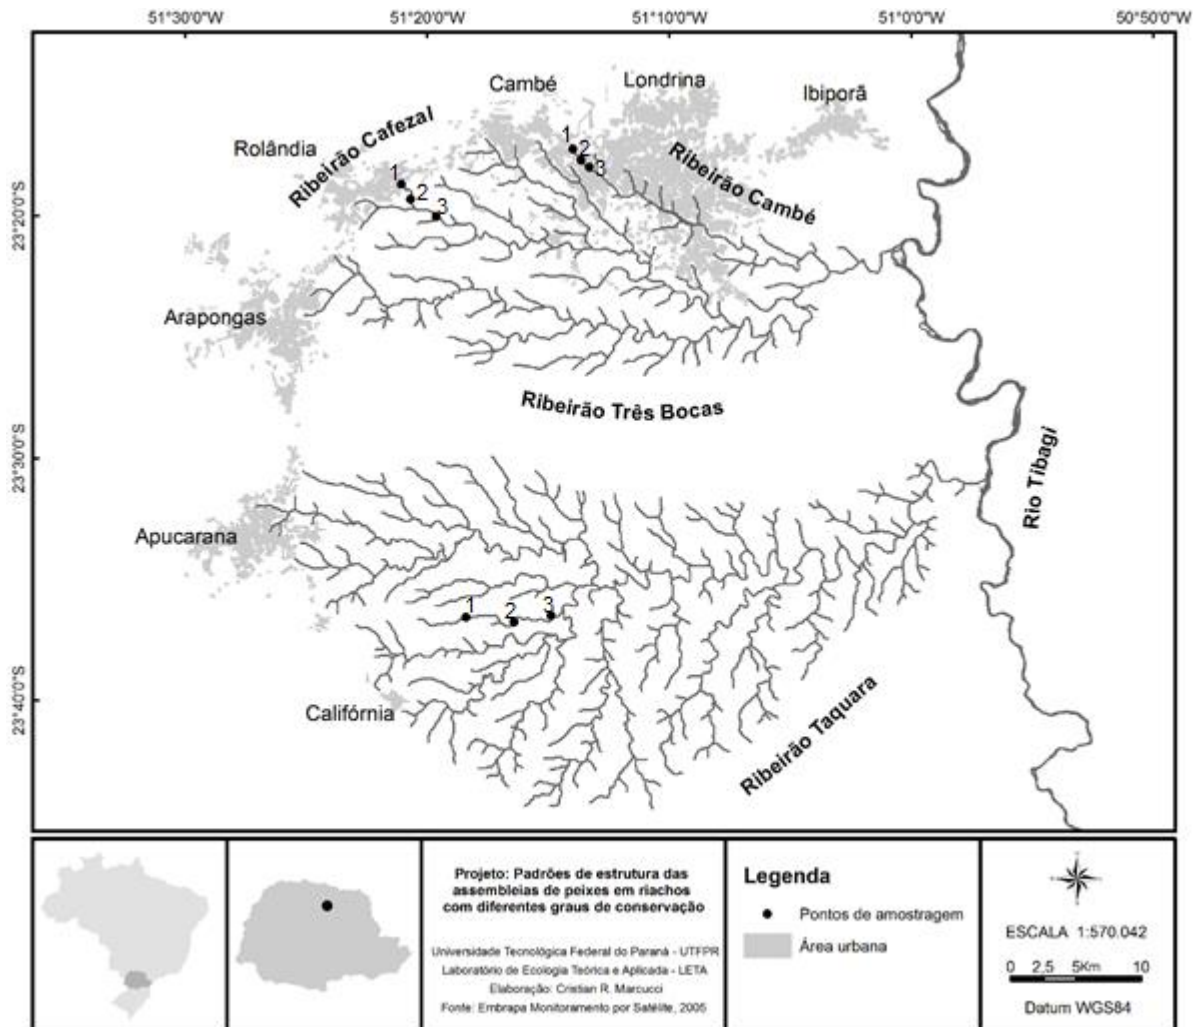 51°30'0"W
51°20'0"W
51°10'0"W
51°0'0"W
50°50'0"W
Cambé
Londrina
Ibiporã
Rolândia
Ribeirão Cafezal
1
2
3
Ribeirão Cambé
1
2
3
23°20'0"S
Arapongas
Ribeirão Três Bocas
23°30'0"S
Rio Tibagi
Apucarana
1
2
3
23°40'0"S
Califórnia
Ribeirão Taquara
Projeto: Padrões de estrutura das
assembleias de peixes em riachos
com diferentes graus de conservação
Universidade Tecnológica Federal do Paraná - UTFPR
Laboratório de Ecologia Teórica e Aplicada - LETA
Elaboração: Cristian R. Marcucci
Fonte: Embrapa Monitoramento por Satélite, 2005
Legenda
Pontos de amostragem
Área urbana
ESCALA 1:570.042
0 2,5 5Km 10
Datum WGS84